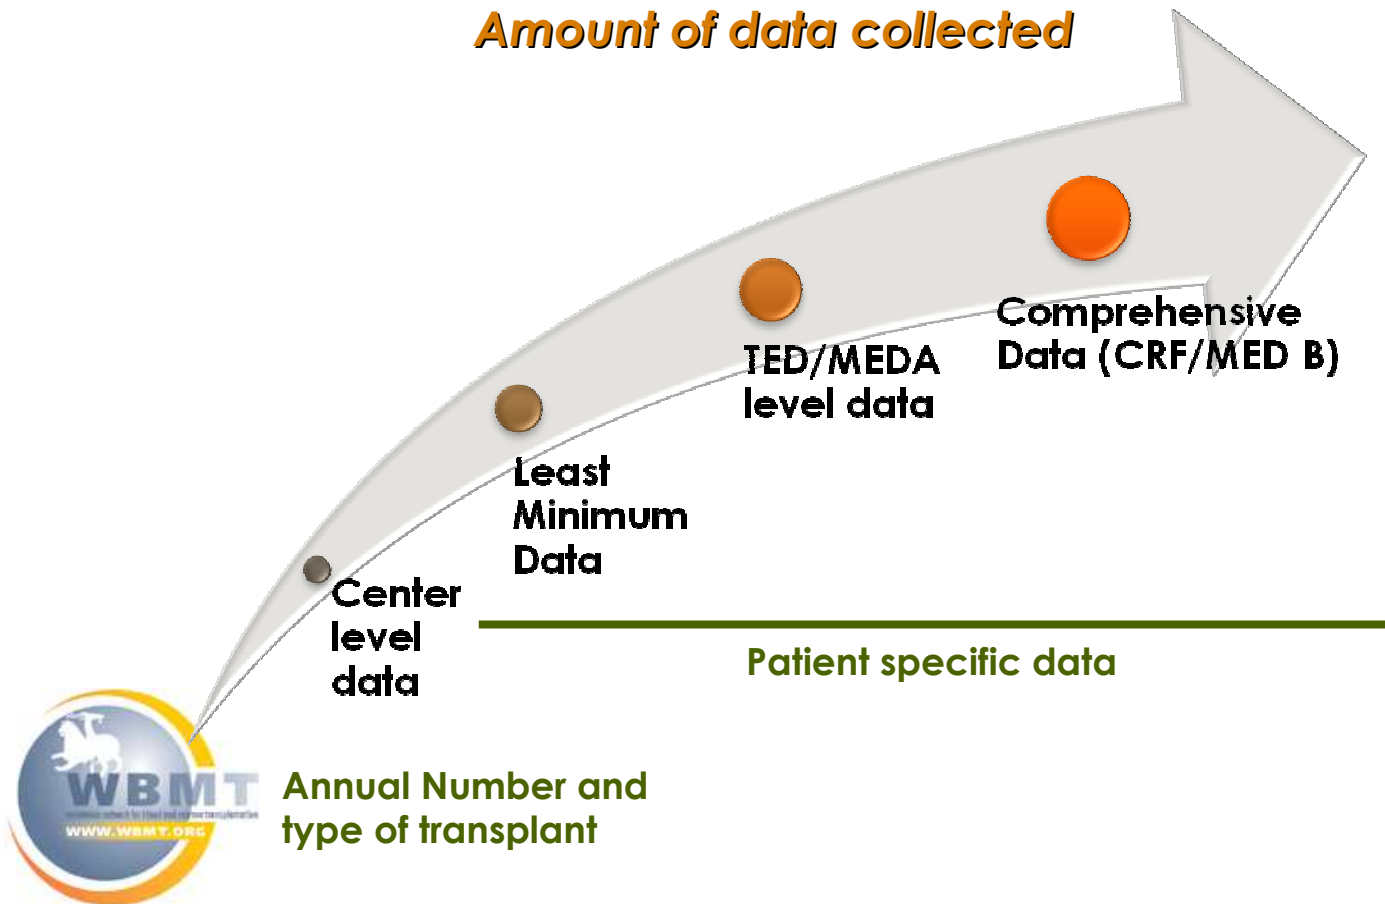 Amount of data collected
Comprehensive
Data (CRF/MED B)
TED/MEDA
level data
Least
Minimum
Data
Center
level
data
Patient specific data
WBMT
WWW.WBMT.ORG
Annual Number and
type of transplant